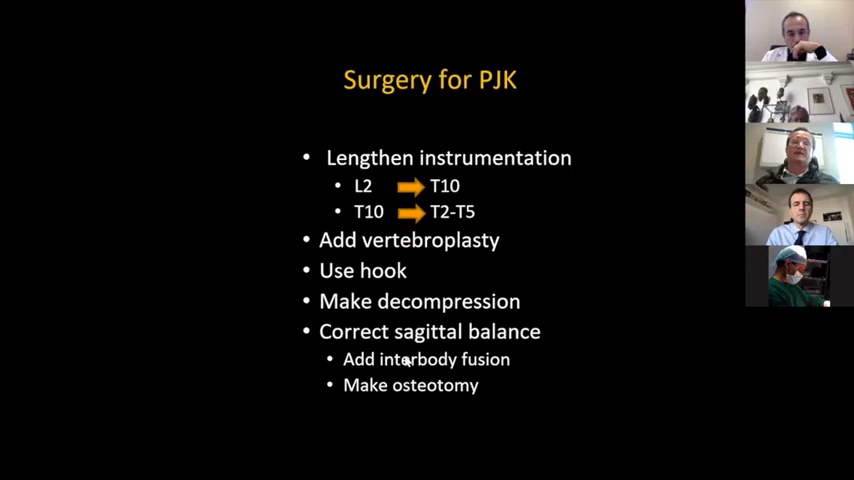 Surgery for PJK
• Lengthen instrumentation
• L2 → T10
• T10 → T2-T5
• Add vertebroplasty
• Use hook
• Make decompression
• Correct sagittal balance
• Add interbody fusion
• Make osteotomy